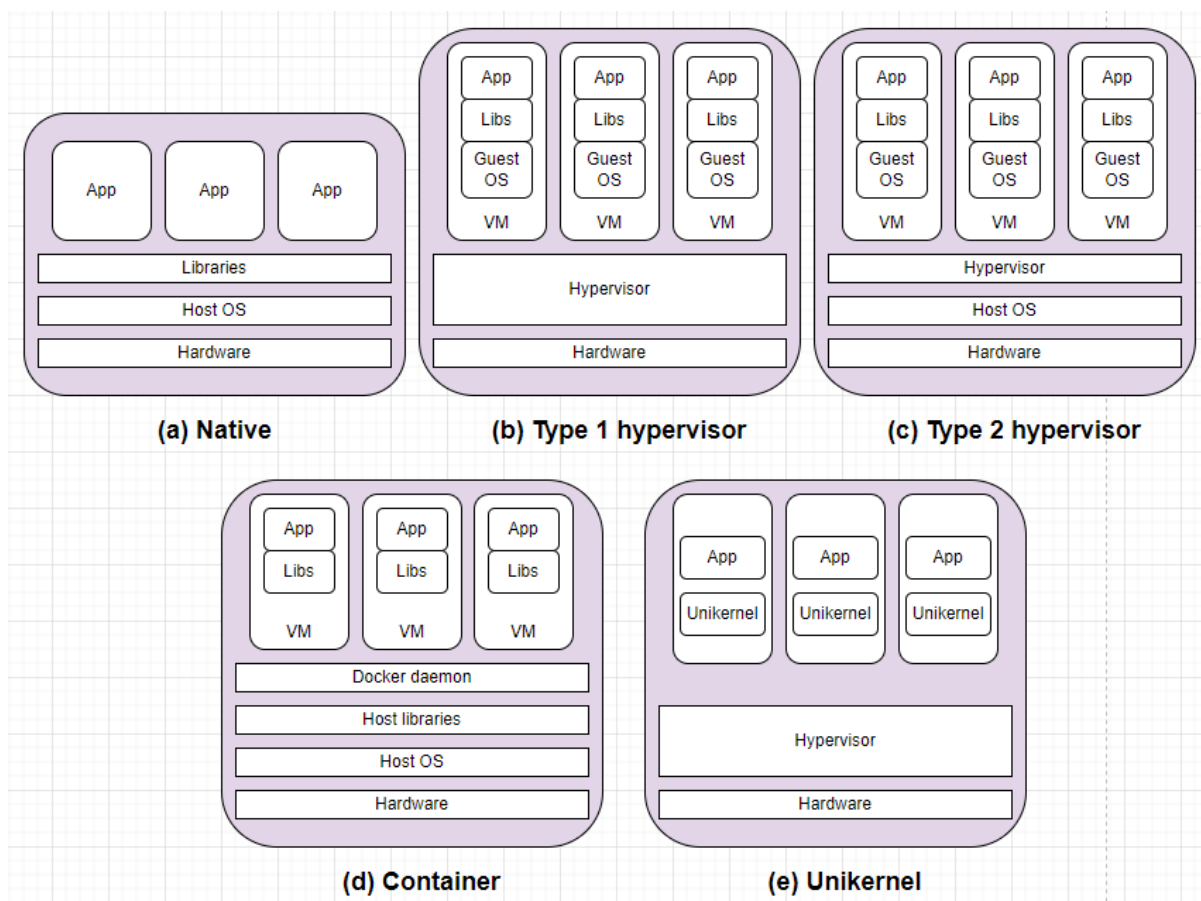 App App App
Libraries
Host OS
Hardware
(a) Native
App App App
Libs Libs Libs
Guest Guest Guest
OS OS OS
VM VM VM
Hypervisor
Hardware
(b) Type 1 hypervisor
App App App
Libs Libs Libs
Guest Guest Guest
OS OS OS
VM VM VM
Hypervisor
Host OS
Hardware
(c) Type 2 hypervisor
App App App
Libs Libs Libs
VM VM VM
Docker daemon
Host libraries
Host OS
Hardware
(d) Container
App App App
Unikernel Unikernel Unikernel
Hypervisor
Hardware
(e) Unikernel